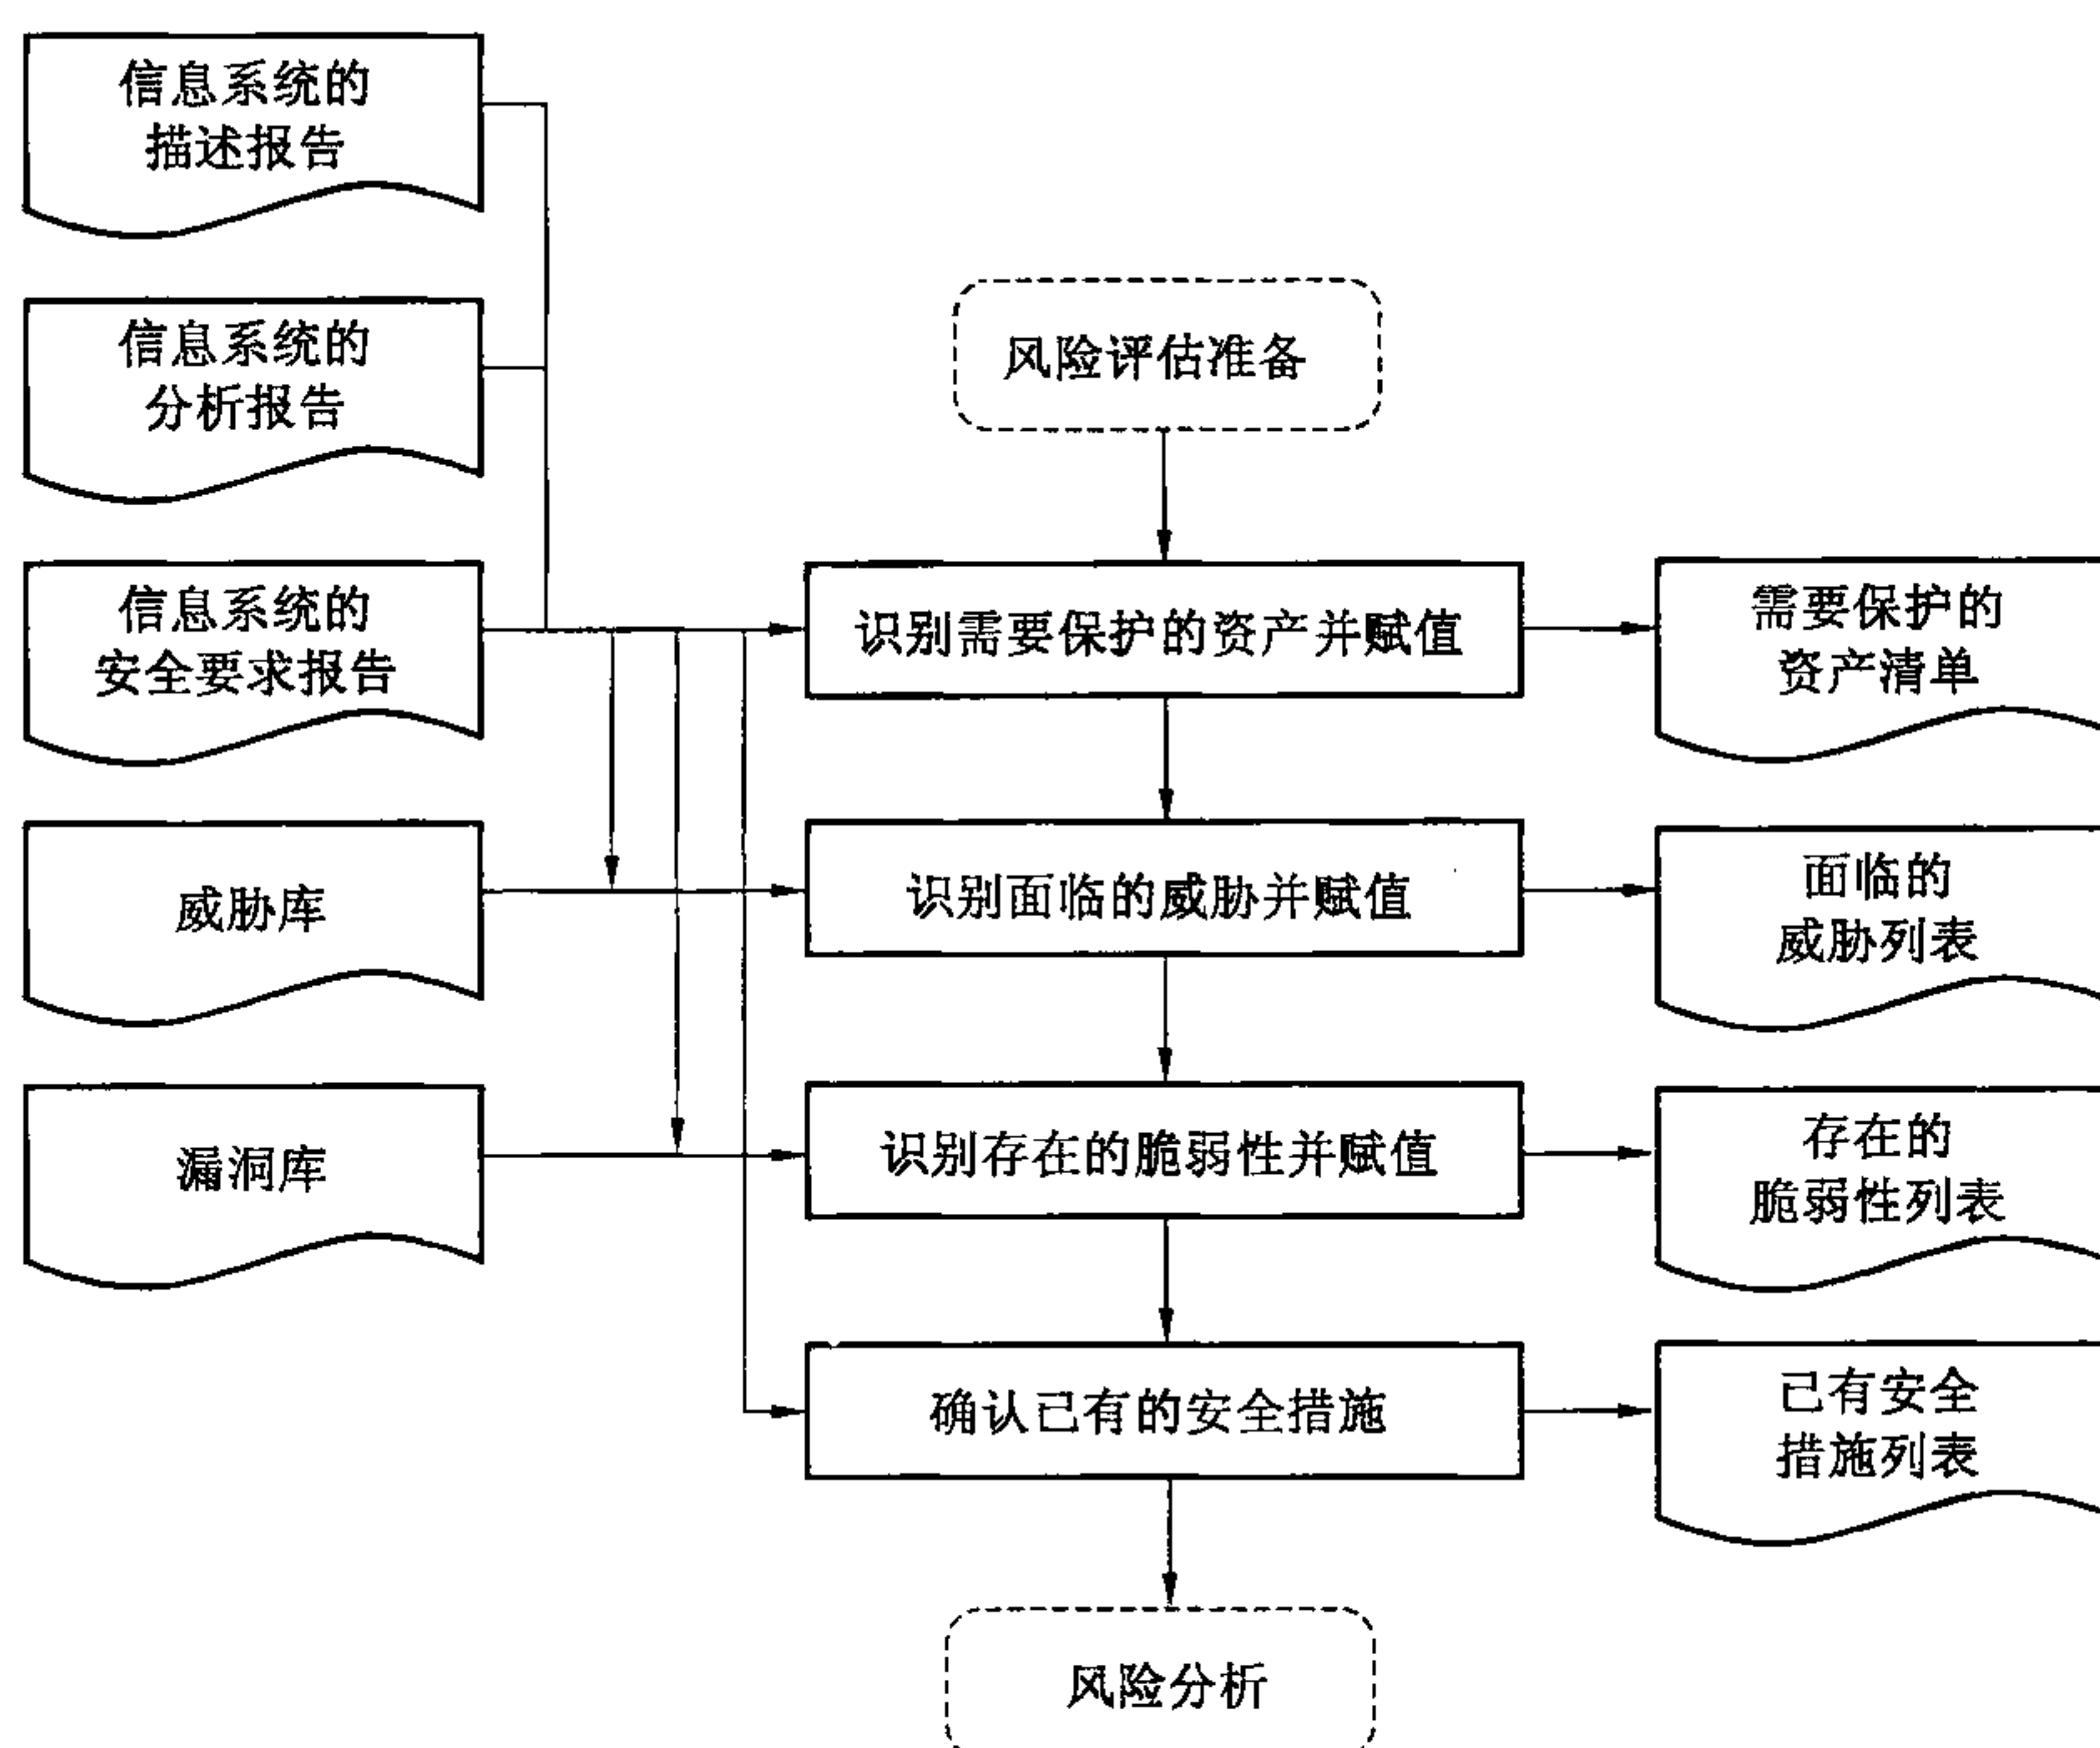 信息系统的
描述报告
信息系统的
分析报告
风险评估准备
信息系统的
安全要求报告
识别需要保护的资产并赋值
需要保护的
资产清单
威胁库
识别面临的威胁并赋值
面临的
威胁列表
漏洞库
识别存在的脆弱性并赋值
存在的
脆弱性列表
确认已有的安全措施
已有安全
措施列表
风险分析